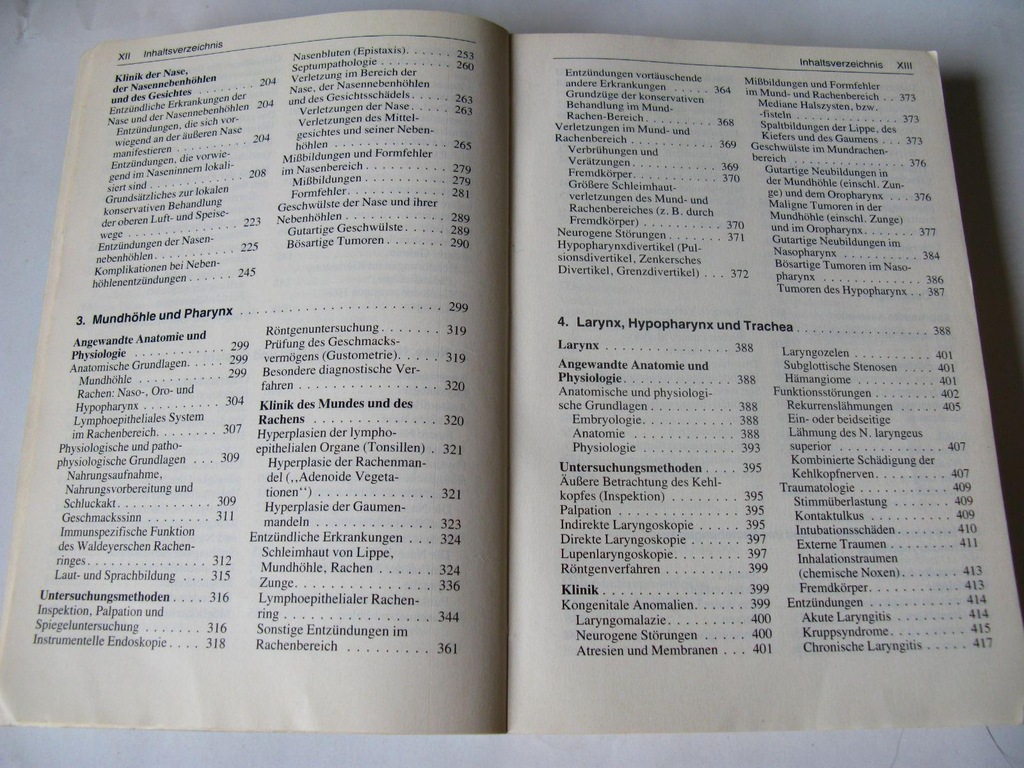 XII Inhaltsverzeichnis
Klinik der Nase,
der Nasennebenhöhlen
und des Gesichtes . . . . . . . . . 204
Entzündliche Erkrankungen der
Nase und der Nasennebenhöhlen 204
Entzündungen, die sich vor-
wiegend an der äußeren Nase
manifestieren . . . . . . . . . . 204
Entzündungen, die vorwie-
gend im Naseninnern lokali-
siert sind . . . . . . . . . . . . . 208
Grundsätzliches zur lokalen
konservativen Behandlung
der oberen Luft- und Speise-
wege . . . . . . . . . . . . . . . 223
Entzündungen der Nasen-
nebenhöhlen . . . . . . . . . . . 225
Komplikationen bei Neben-
höhlenentzündungen . . . . . 245
Nasenbluten (Epistaxis) . . . . . . 253
Septumpathologie . . . . . . . . . . 260
Verletzung im Bereich der
Nase, der Nasennebenhöhlen
und des Gesichtsschädels . . . . . 263
Verletzungen der Nase . . . . . 263
Verletzungen des Mittel-
gesichtes und seiner Neben-
höhlen . . . . . . . . . . . . . . 265
Mißbildungen und Formfehler
im Nasenbereich . . . . . . . . . . 279
Mißbildungen . . . . . . . . . . 279
Formfehler . . . . . . . . . . . . 281
Geschwülste der Nase und ihrer
Nebenhöhlen . . . . . . . . . . . . 289
Gutartige Geschwülste . . . . . 289
Bösartige Tumoren . . . . . . . 290
3. Mundhöhle und Pharynx . . . . . . . . . . . . . . . . . . 299
Angewandte Anatomie und
Physiologie . . . . . . . . . . . . . 299
Anatomische Grundlagen . . . . . 299
Mundhöhle . . . . . . . . . . . . 299
Rachen: Naso-, Oro- und
Hypopharynx . . . . . . . . . . 304
Lymphoepitheliales System
im Rachenbereich . . . . . . . . 307
Physiologische und patho-
physiologische Grundlagen . . . 309
Nahrungsaufnahme,
Nahrungsvorbereitung und
Schluckakt . . . . . . . . . . . . 309
Geschmackssinn . . . . . . . . 311
Immunspezifische Funktion
des Waldeyerschen Rachen-
ringes . . . . . . . . . . . . . . . 312
Laut- und Sprachbildung . . . 315
Untersuchungsmethoden . . . . 316
Inspektion, Palpation und
Spiegeluntersuchung . . . . . . . 316
Instrumentelle Endoskopie . . . . 318
Röntgenuntersuchung . . . . . . . 319
Prüfung des Geschmacks-
vermögens (Gustometrie) . . . . . 319
Besondere diagnostische Ver-
fahren . . . . . . . . . . . . . . . . 320
Klinik des Mundes und des
Rachens . . . . . . . . . . . . . . . 320
Hyperplasien der lympho-
epithelialen Organe (Tonsillen) . 321
Hyperplasie der Rachenman-
del (,,Adenoide Vegeta-
tionen'') . . . . . . . . . . . . . 321
Hyperplasie der Gaumen-
mandeln . . . . . . . . . . . . . 323
Entzündliche Erkrankungen . . . 324
Schleimhaut von Lippe,
Mundhöhle, Rachen . . . . . . 324
Zunge . . . . . . . . . . . . . . . 336
Lymphoepithelialer Rachen-
ring . . . . . . . . . . . . . . . . 344
Sonstige Entzündungen im
Rachenbereich . . . . . . . . . 361
Inhaltsverzeichnis XIII
Entzündungen vortäuschende
andere Erkrankungen . . . . . 364
Grundzüge der konservativen
Behandlung im Mund-
Rachen-Bereich . . . . . . . . . 368
Verletzungen im Mund- und
Rachenbereich . . . . . . . . . . . 369
Verbrühungen und
Verätzungen . . . . . . . . . . . 369
Fremdkörper . . . . . . . . . . . 370
Größere Schleimhaut-
verletzungen des Mund- und
Rachenbereiches (z. B. durch
Fremdkörper) . . . . . . . . . . 370
Neurogene Störungen . . . . . . . 371
Hypopharynxdivertikel (Pul-
sionsdivertikel, Zenkersches
Divertikel, Grenzdivertikel) . . . 372
Mißbildungen und Formfehler
im Mund- und Rachenbereich . . 373
Mediane Halszysten, bzw.
-fisteln . . . . . . . . . . . . . . 373
Spaltbildungen der Lippe, des
Kiefers und des Gaumens . . . 373
Geschwülste im Mundrachen-
bereich . . . . . . . . . . . . . . . 376
Gutartige Neubildungen in
der Mundhöhle (einschl. Zun-
ge) und dem Oropharynx . . . 376
Maligne Tumoren in der
Mundhöhle (einschl. Zunge)
und im Oropharynx . . . . . . . 377
Gutartige Neubildungen im
Nasopharynx . . . . . . . . . . 384
Bösartige Tumoren im Naso-
pharynx . . . . . . . . . . . . . 386
Tumoren des Hypopharynx . . 387
4. Larynx, Hypopharynx und Trachea . . . . . . . . . . . . . 388
Larynx . . . . . . . . . . . . . . . . 388
Angewandte Anatomie und
Physiologie . . . . . . . . . . . . . 388
Anatomische und physiologi-
sche Grundlagen . . . . . . . . . . 388
Embryologie . . . . . . . . . . . 388
Anatomie . . . . . . . . . . . . . 388
Physiologie . . . . . . . . . . . . 393
Untersuchungsmethoden . . . . 395
Äußere Betrachtung des Kehl-
kopfes (Inspektion) . . . . . . . . 395
Palpation . . . . . . . . . . . . . . 395
Indirekte Laryngoskopie . . . . . 395
Direkte Laryngoskopie . . . . . . 397
Lupenlaryngoskopie . . . . . . . . 397
Röntgenverfahren . . . . . . . . . 399
Klinik . . . . . . . . . . . . . . . . 399
Kongenitale Anomalien . . . . . . 399
Laryngomalazie . . . . . . . . . 400
Neurogene Störungen . . . . . 400
Atresien und Membranen . . . 401
Laryngozelen . . . . . . . . . . 401
Subglottische Stenosen . . . . 401
Hämangiome . . . . . . . . . . 401
Funktionsstörungen . . . . . . . . 402
Rekurrenslähmungen . . . . . 405
Ein- oder beidseitige
Lähmung des N. laryngeus
superior . . . . . . . . . . . . . . 407
Kombinierte Schädigung der
Kehlkopfnerven . . . . . . . . . 407
Traumatologie . . . . . . . . . . . 409
Stimmüberlastung . . . . . . . 409
Kontaktulkus . . . . . . . . . . 409
Intubationsschäden . . . . . . . 410
Externe Traumen . . . . . . . . 411
Inhalationstraumen
(chemische Noxen) . . . . . . . 413
Fremdkörper . . . . . . . . . . . 413
Entzündungen . . . . . . . . . . . 414
Akute Laryngitis . . . . . . . . 414
Kruppsyndrome . . . . . . . . . 415
Chronische Laryngitis . . . . . 417